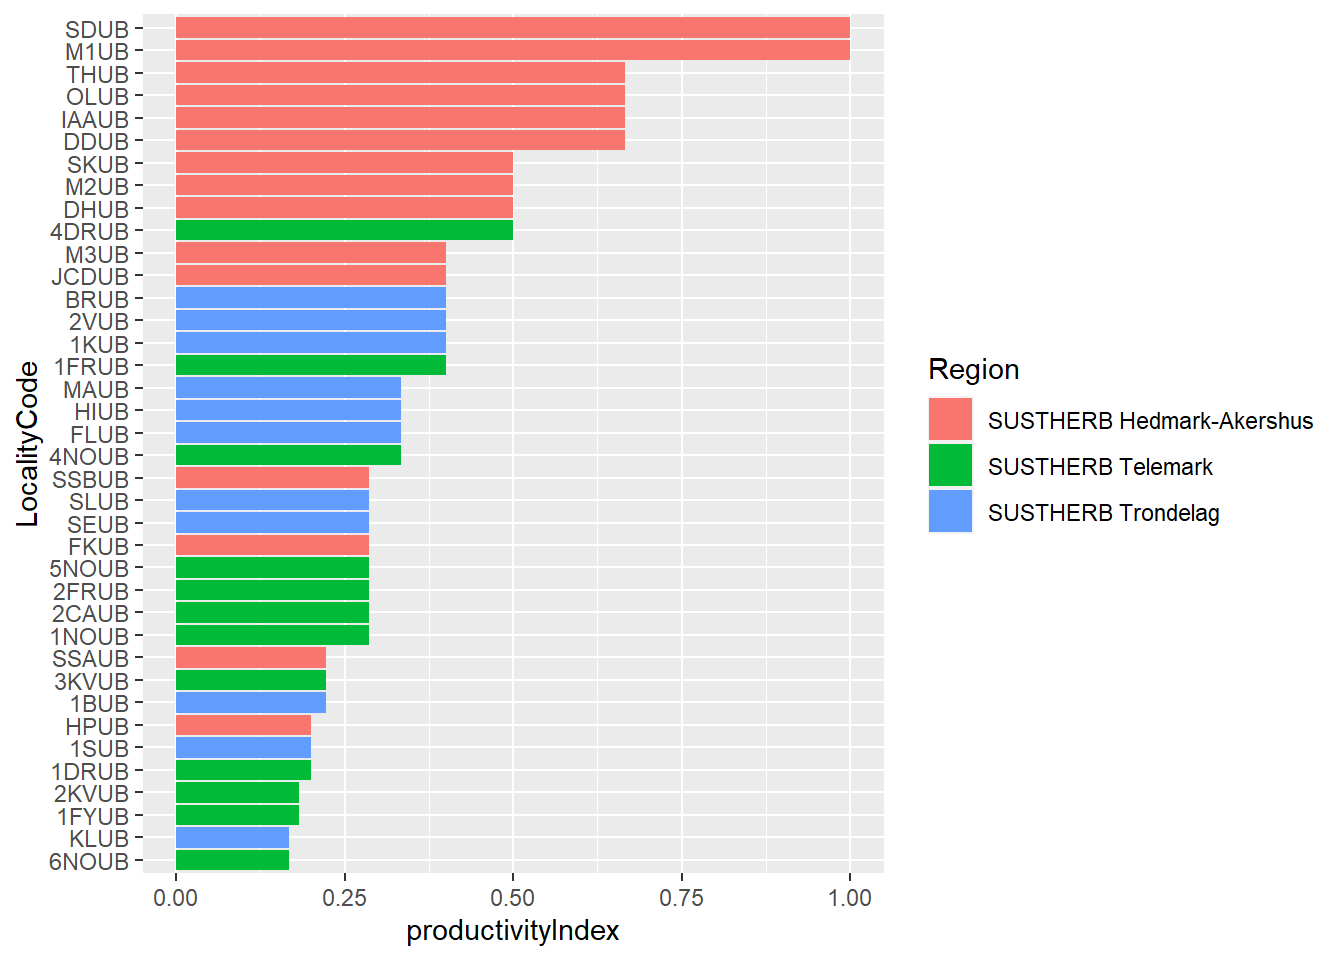 SDUB
M1UB
THUB
OLUB
IAAUB
DDUB
SKUB
M2UB
DHUB
4DRUB
M3UB
JCDUB
BRUB
2VUB
1KUB
1FRUB
MAUB
HIUB
FLUB
4NOUB
SSBUB
SLUB
SEUB
FKUB
5NOUB
2FRUB
2CAUB
1NOUB
SSAUB
3KVUB
1BUB
HPUB
1SUB
1DRUB
2KVUB
1FYUB
KLUB
6NOUB
LocalityCode
0.00 0.25 0.50 0.75 1.00
productivityIndex
Region
SUSTHERB Hedmark-Akershus
SUSTHERB Telemark
SUSTHERB Trondelag